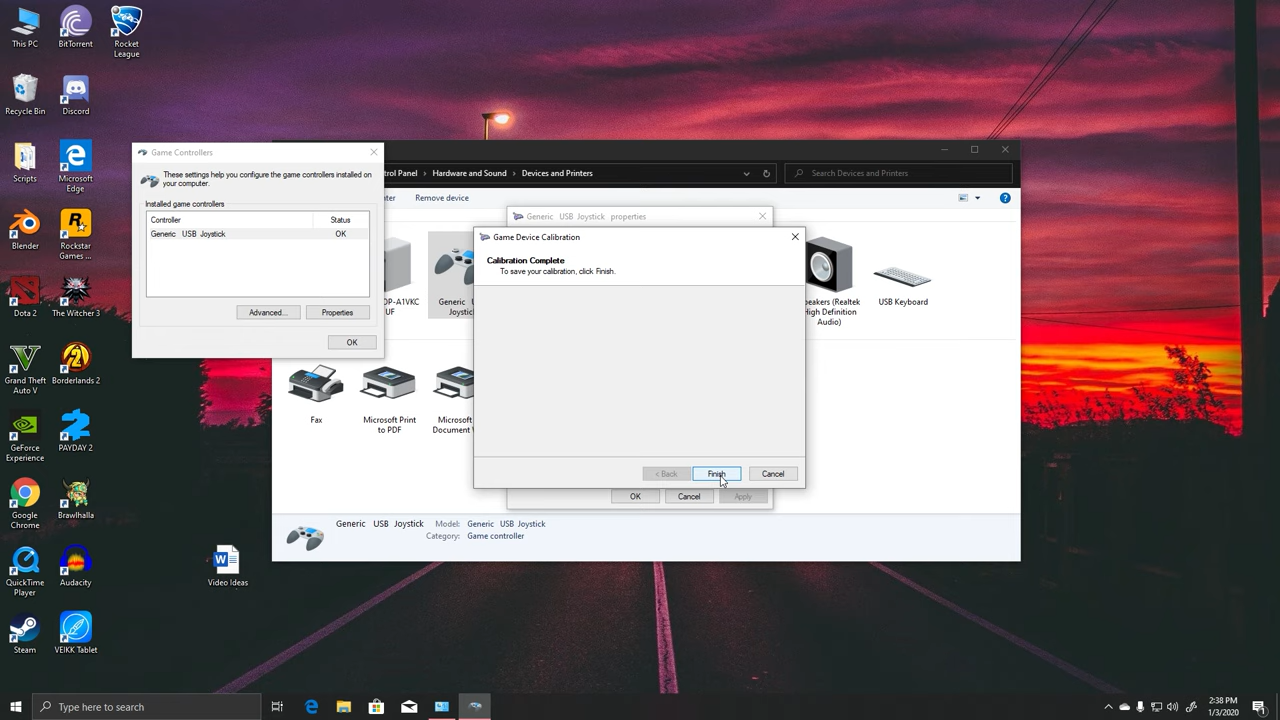 This PC
BitTorrent
Rocket
League
Recycle Bin
Discord
Scripts
Microsoft
Edge
Blender
Rockstar
Games ...
Dota 2
The Witcher 3
Grand Theft
Auto V
Borderlands 2
GeForce
Experience
PAYDAY 2
Google
Chrome
Brawlhalla
QuickTime
Player
Audacity
Steam
VEIKK Tablet
Video Ideas
Game Controllers
These settings help you configure the game controllers installed on
your computer.
Installed game controllers
Controller
Status
Generic USB Joystick
OK
Advanced...
Properties
OK
trol Panel
Hardware and Sound
Devices and Printers
Search Devices and Printers
Remove device
OP-A1VKC
UF
Generic U
Joystic
peakers (Realtek
High Definition
Audio)
USB Keyboard
Fax
Microsoft Print
to PDF
Microsof
Document
Generic USB Joystick properties
Game Device Calibration
Calibration Complete
To save your calibration, click Finish.
< Back
Finish
Cancel
OK
Cancel
Apply
Generic USB Joystick
Model: Generic USB Joystick
Category: Game controller
Type here to search
2:38 PM
1/3/2020